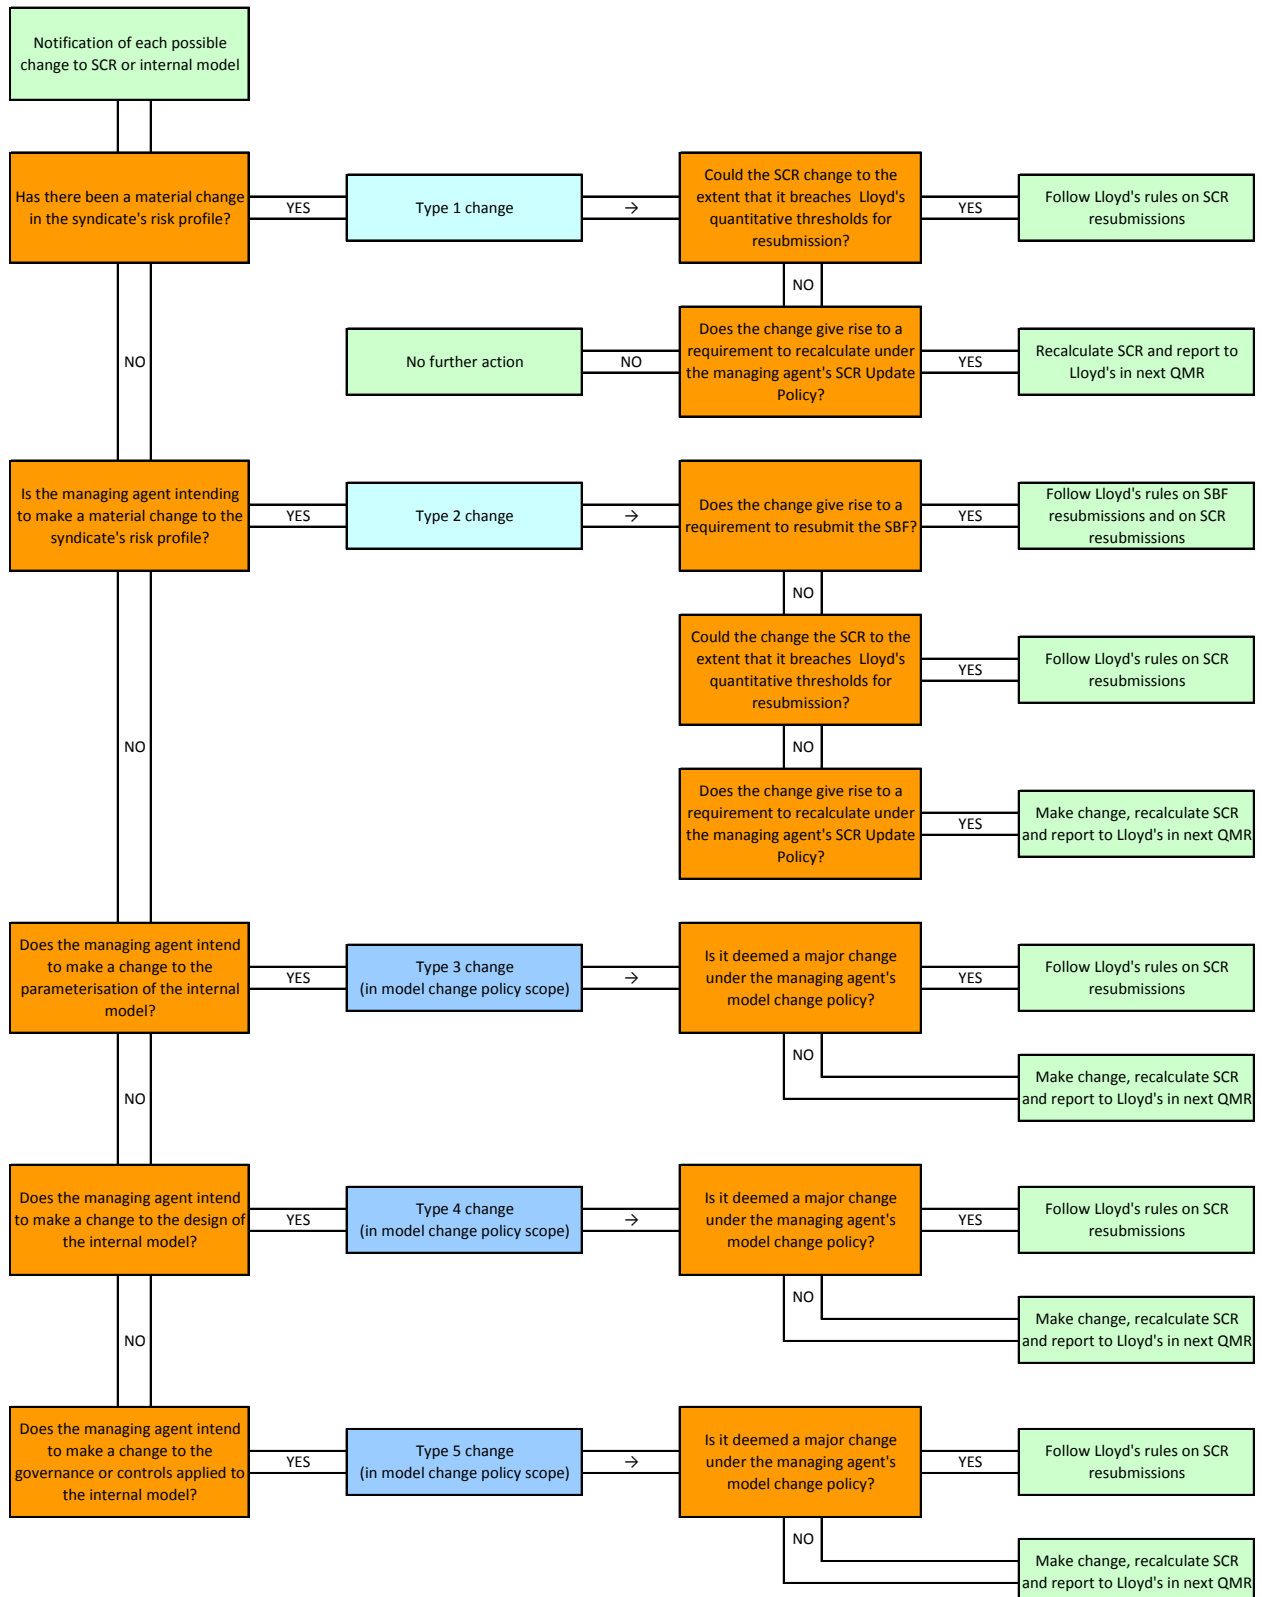 Notification of each possible
change to SCR or internal model
Has there been a material change
in the syndicate's risk profile?
YES
Type 1 change
→
Could the SCR change to the
extent that it breaches Lloyd's
quantitative thresholds for
resubmission?
YES
Follow Lloyd's rules on SCR
resubmissions
NO
NO
No further action
NO
Does the change give rise to a
requirement to recalculate under
the managing agent's SCR Update
Policy?
YES
Recalculate SCR and report to
Lloyd's in next QMR
Is the managing agent intending
to make a material change to the
syndicate's risk profile?
YES
Type 2 change
→
Does the change give rise to a
requirement to resubmit the SBF?
YES
Follow Lloyd's rules on SBF
resubmissions and on SCR
resubmissions
NO
Could the change the SCR to the
extent that it breaches Lloyd's
quantitative thresholds for
resubmission?
YES
Follow Lloyd's rules on SCR
resubmissions
NO
NO
Does the change give rise to a
requirement to recalculate under
the managing agent's SCR Update
Policy?
YES
Make change, recalculate SCR
and report to Lloyd's in next QMR
Does the managing agent intend
to make a change to the
parameterisation of the internal
model?
YES
Type 3 change
(in model change policy scope)
→
Is it deemed a major change
under the managing agent's
model change policy?
YES
Follow Lloyd's rules on SCR
resubmissions
NO
Make change, recalculate SCR
and report to Lloyd's in next QMR
NO
Does the managing agent intend
to make a change to the design of
the internal model?
YES
Type 4 change
(in model change policy scope)
→
Is it deemed a major change
under the managing agent's
model change policy?
YES
Follow Lloyd's rules on SCR
resubmissions
NO
Make change, recalculate SCR
and report to Lloyd's in next QMR
NO
Does the managing agent intend
to make a change to the
governance or controls applied to
the internal model?
YES
Type 5 change
(in model change policy scope)
→
Is it deemed a major change
under the managing agent's
model change policy?
YES
Follow Lloyd's rules on SCR
resubmissions
NO
Make change, recalculate SCR
and report to Lloyd's in next QMR